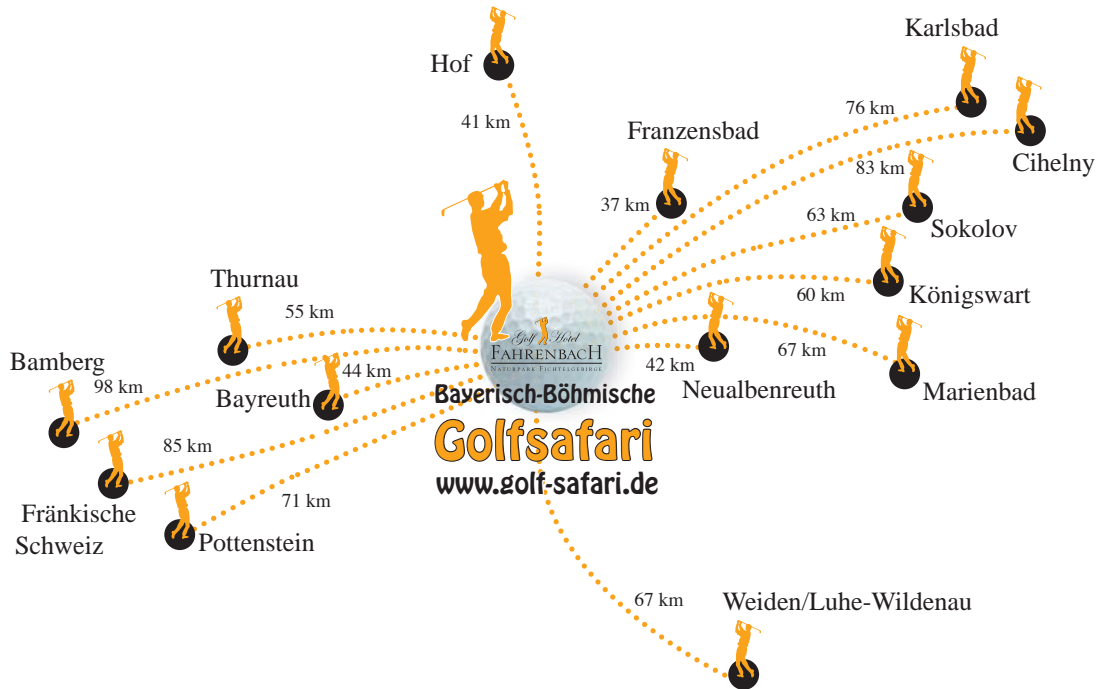 Karlsbad
Hof
76 km
41 km
Franzensbad
Cihelny
83 km
37 km
63 km
Sokolov
Thurnau
60 km
Königswart
55 km
Golf Hotel
FAHRENBACH
NATURPARK FICHTELGEBIRGE
67 km
42 km
Bamberg
98 km
44 km
Neualbenreuth
Marienbad
Bayreuth
Bayerisch-Böhmische
Golfsafari
85 km
www.golf-safari.de
71 km
Fränkische
Schweiz
Pottenstein
67 km
Weiden/Luhe-Wildenau